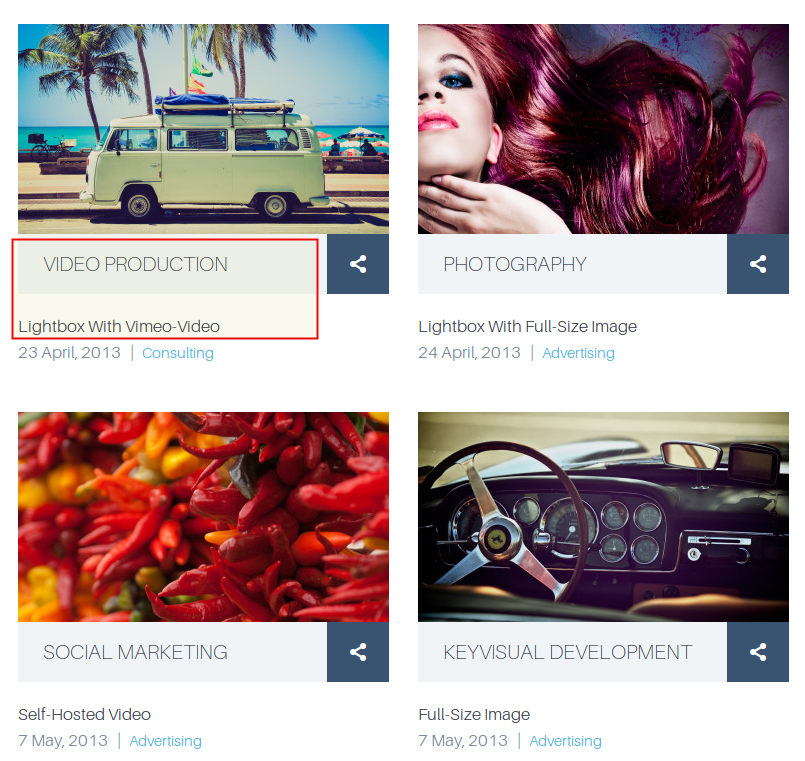 VIDEO PRODUCTION
Lightbox With Vimeo-Video
23 April, 2013 | Consulting
PHOTOGRAPHY
Lightbox With Full-Size Image
24 April, 2013 | Advertising
SOCIAL MARKETING
Self-Hosted Video
7 May, 2013 | Advertising
KEYVISUAL DEVELOPMENT
Full-Size Image
7 May, 2013 | Advertising